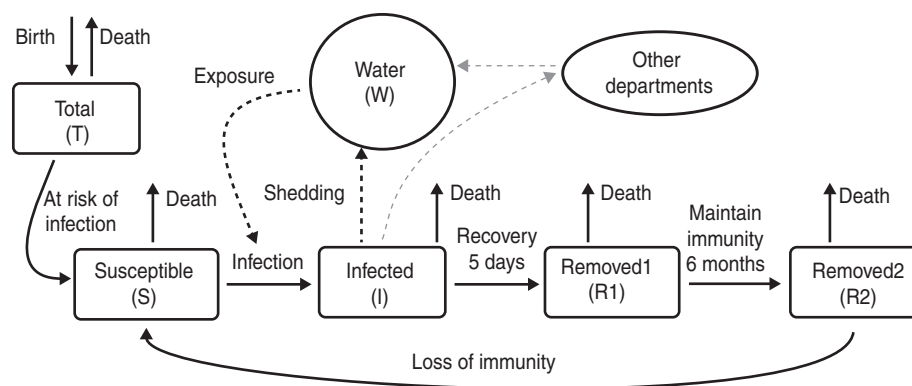 Birth
Death
Total
(T)
Exposure
Water
(W)
Other
departments
At risk of
infection
Death
Shedding
Death
Death
Death
Susceptible
(S)
Infection
Infected
(I)
Recovery
5 days
Removed1
(R1)
Maintain
immunity
6 months
Removed2
(R2)
Loss of immunity